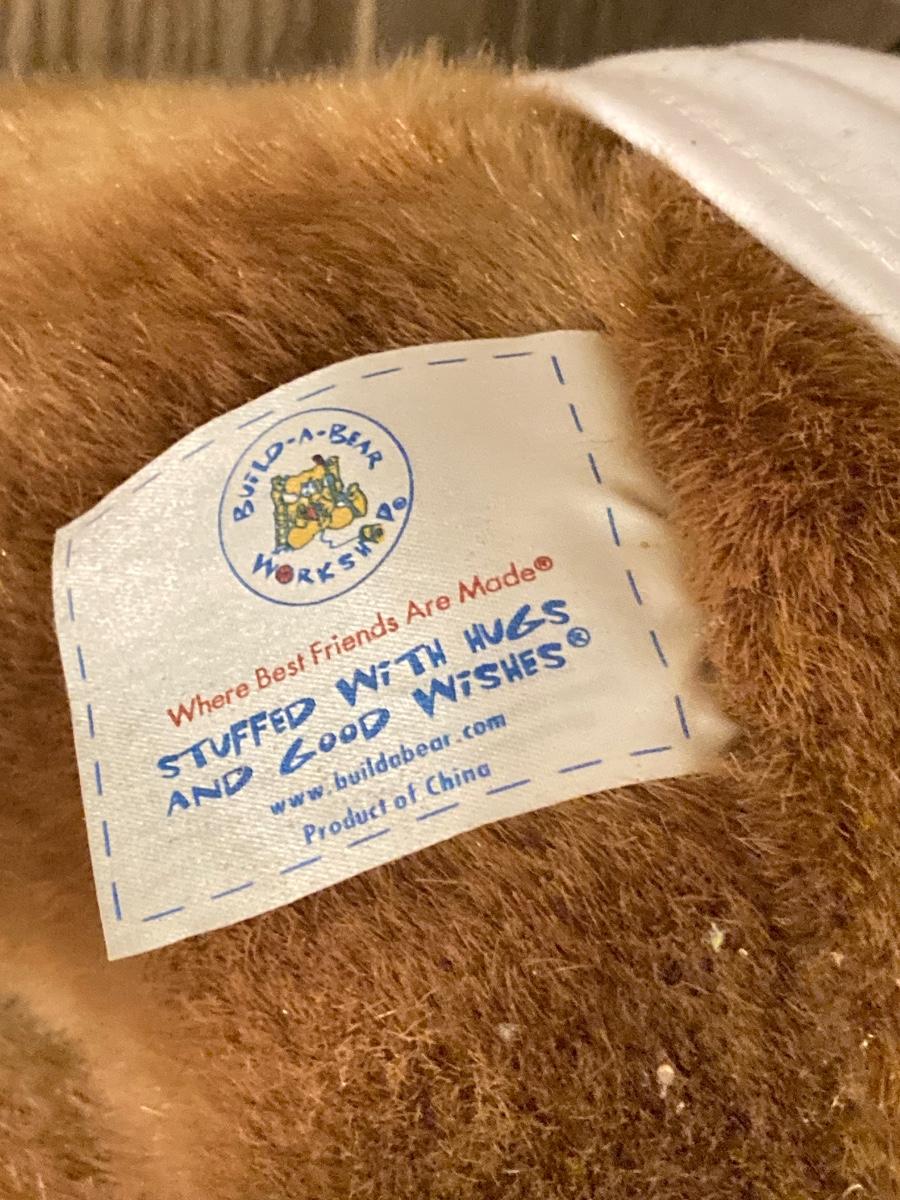 BUiLD-A-BEAR
WORKSHOP®
Where Best Friends Are Made®
STUFFED WiTH HUGS
AND GOOD WiSHES®
www.buildabear.com
Product of China